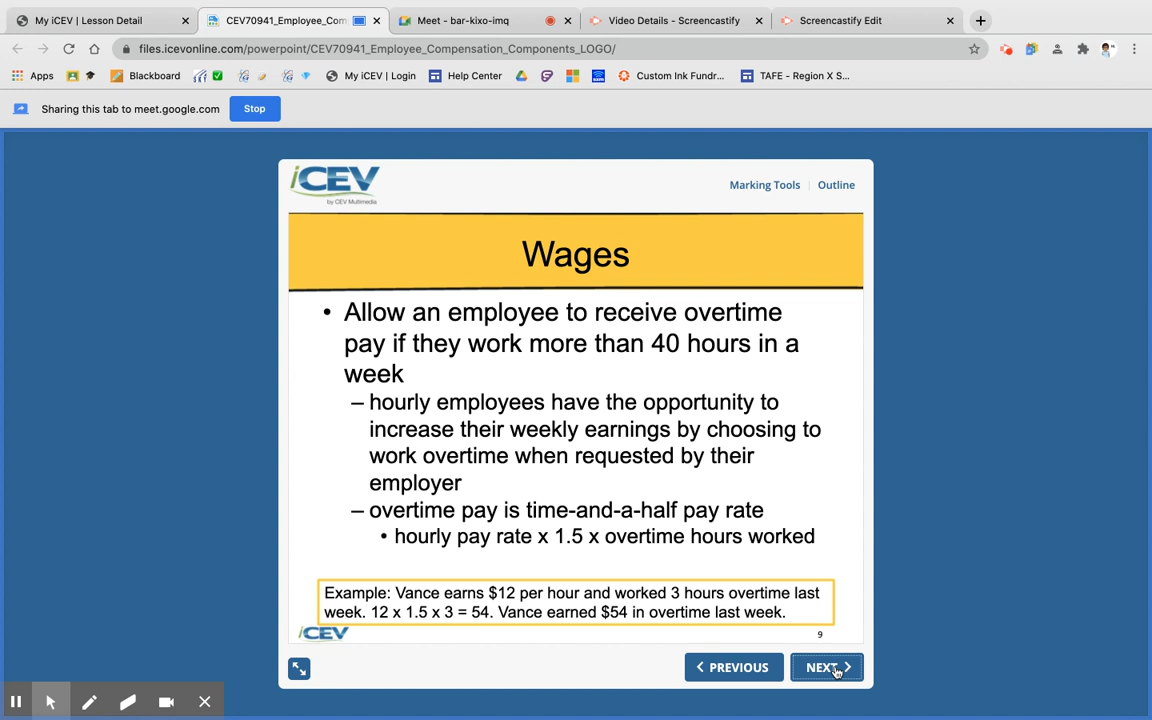 My iCEV | Lesson Detail
CEV70941_Employee_Com
Meet - bar-kixo-imq
Video Details - Screencastify
Screencastify Edit
files.icevonline.com/powerpoint/CEV70941_Employee_Compensation_Components_LOGO/
Apps
Blackboard
My iCEV | Login
Help Center
Custom Ink Fundr...
TAFE - Region X S...
Sharing this tab to meet.google.com
Stop
iCEV
by CEV Multimedia
Marking Tools
Outline
Wages
• Allow an employee to receive overtime
pay if they work more than 40 hours in a
week
– hourly employees have the opportunity to
increase their weekly earnings by choosing to
work overtime when requested by their
employer
– overtime pay is time-and-a-half pay rate
• hourly pay rate x 1.5 x overtime hours worked
Example: Vance earns $12 per hour and worked 3 hours overtime last
week. 12 x 1.5 x 3 = 54. Vance earned $54 in overtime last week.
iCEV
9
PREVIOUS
NEXT